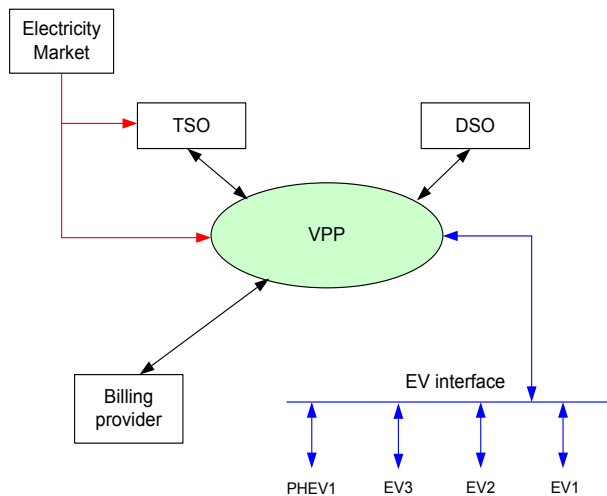 Electricity
Market
TSO
DSO
VPP
Billing
provider
EV interface
PHEV1
EV3
EV2
EV1